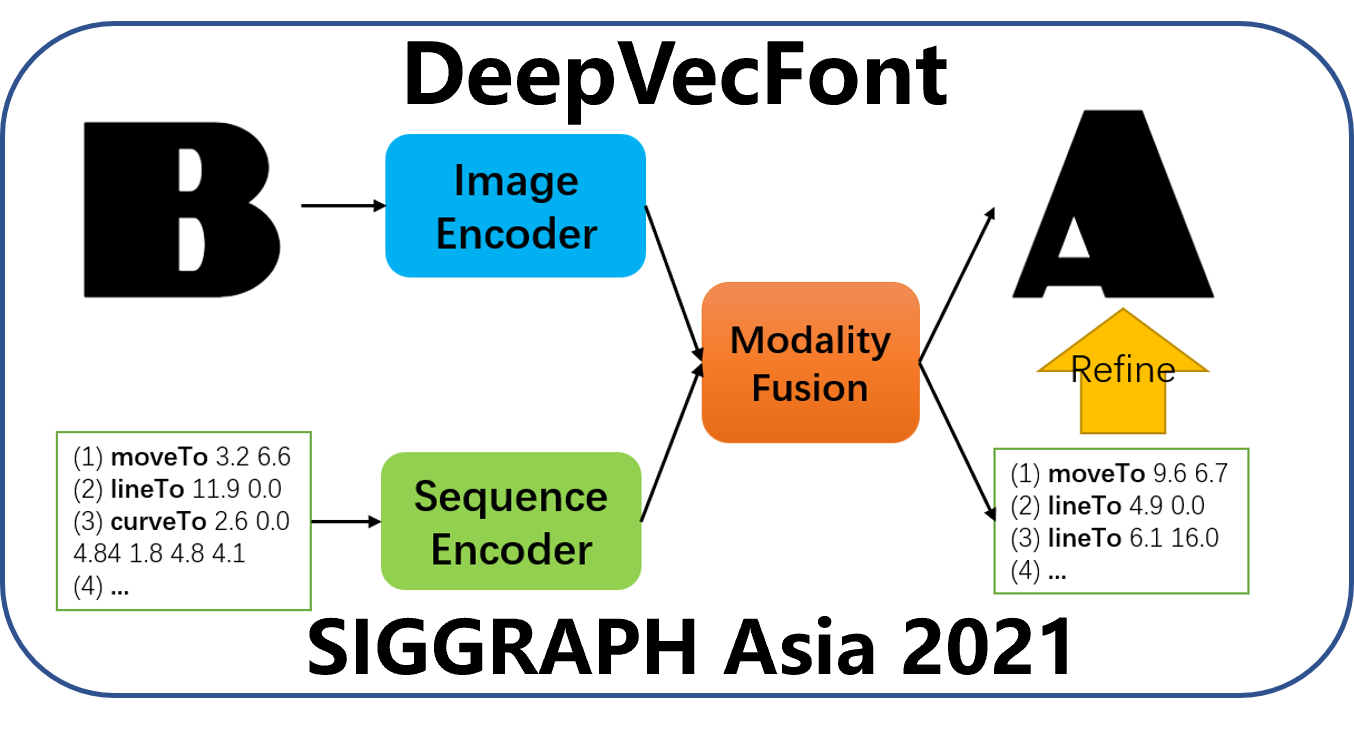 DeepVecFont
B
Image
Encoder
A
Modality
Fusion
Refine
(1) moveTo 3.2 6.6
(2) lineTo 11.9 0.0
(3) curveTo 2.6 0.0
4.84 1.8 4.8 4.1
(4) ...
Sequence
Encoder
(1) moveTo 9.6 6.7
(2) lineTo 4.9 0.0
(3) lineTo 6.1 16.0
(4) ...
SIGGRAPH Asia 2021